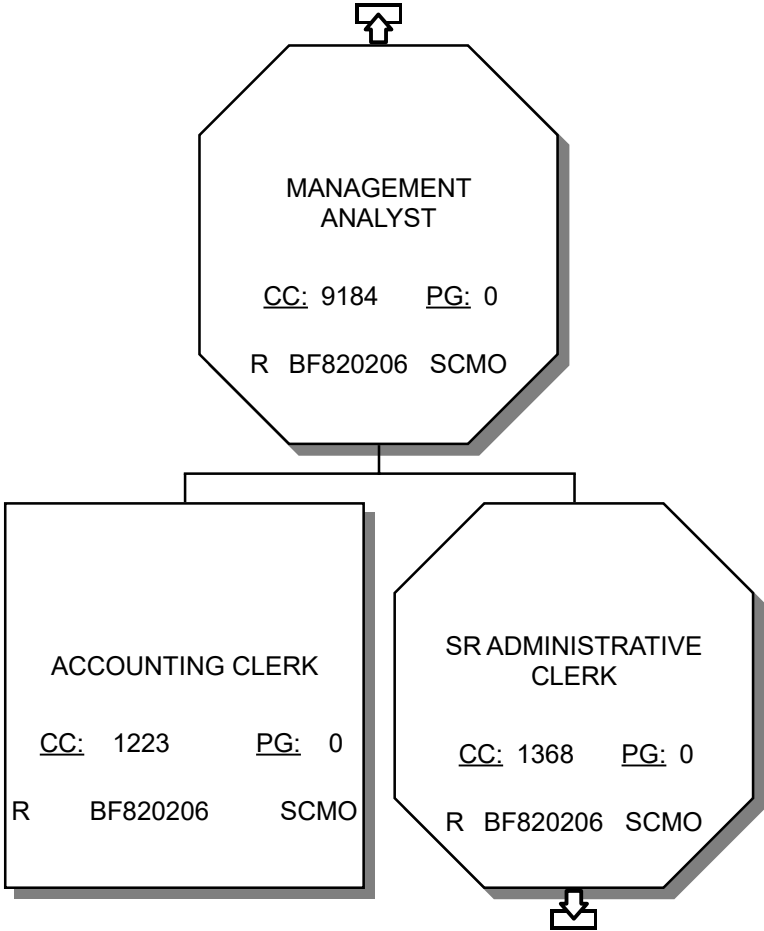 MANAGEMENT
ANALYST
CC: 9184 PG: 0
R BF820206 SCMO
ACCOUNTING CLERK
CC: 1223 PG: 0
R BF820206 SCMO
SR ADMINISTRATIVE
CLERK
CC: 1368 PG: 0
R BF820206 SCMO